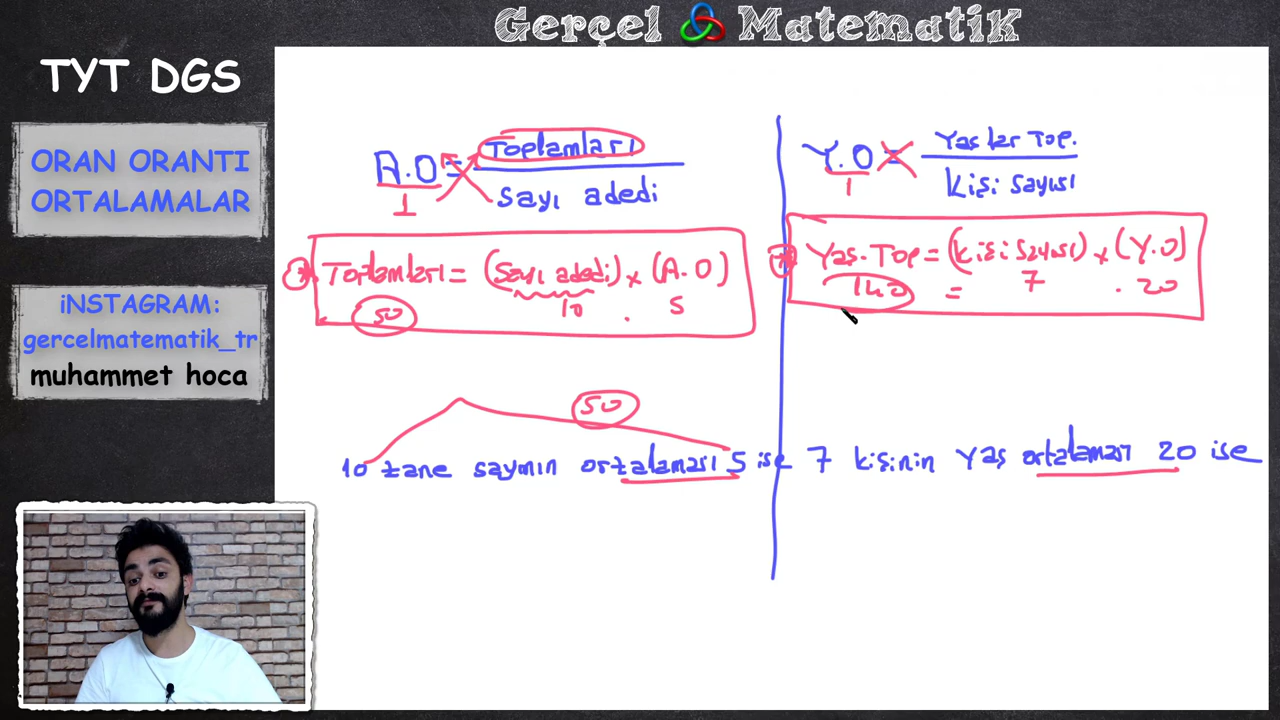 Gerçel Matematik
TYT DGS
ORAN ORANTI
ORTALAMALAR
iNSTAGRAM:
gercelmatematik_tr
muhammet hoca
A.O = Toplamları
1
Sayı adedi
Toplamları = (Sayı adedi) x (A.O)
50 10 . 5
50
10 tane sayının ortalaması 5 ise
Y.O = Yaşlar Top.
1
Kişi sayısı
Yaş.Top = (kişi sayısı) x (Y.O)
140 = 7 . 20
7 kişinin yaş ortalaması 20 ise